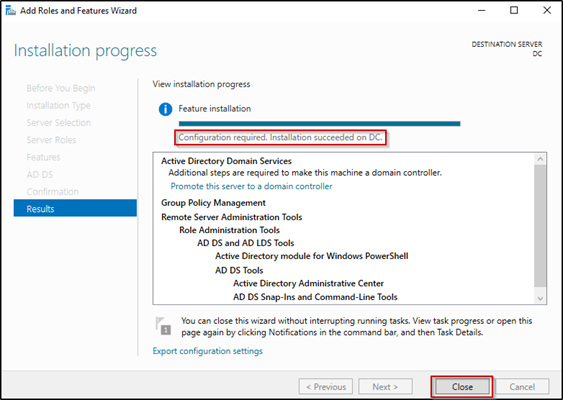 Add Roles and Features Wizard
Installation progress
DESTINATION SERVER
DC
Before You Begin
Installation Type
Server Selection
Server Roles
Features
AD DS
Confirmation
Results
View installation progress
Feature installation
Configuration required. Installation succeeded on DC.
Active Directory Domain Services
Additional steps are required to make this machine a domain controller.
Promote this server to a domain controller
Group Policy Management
Remote Server Administration Tools
Role Administration Tools
AD DS and AD LDS Tools
Active Directory module for Windows PowerShell
AD DS Tools
Active Directory Administrative Center
AD DS Snap-Ins and Command-Line Tools
1
You can close this wizard without interrupting running tasks. View task progress or open this
page again by clicking Notifications in the command bar, and then Task Details.
Export configuration settings
< Previous
Next >
Close
Cancel